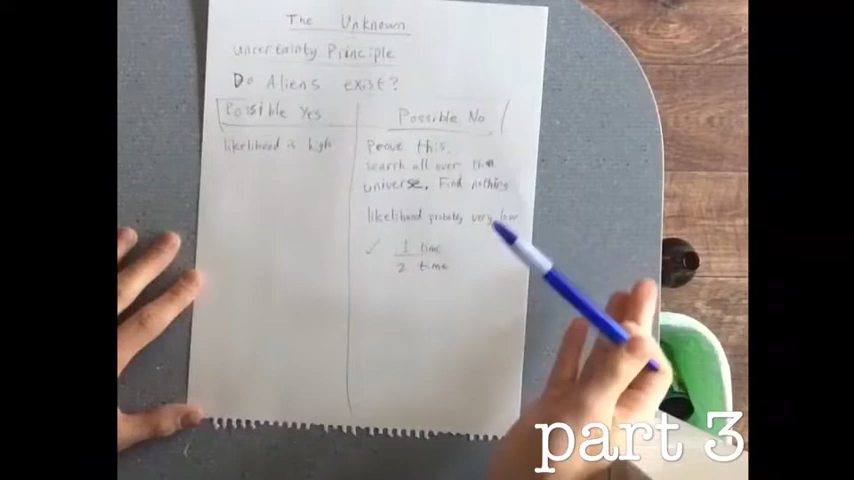 The Unknown
Uncertainty Principle
Do Aliens exist?
Possible Yes
likelihood is high
Possible No
Prove this.
search all over the
universe. Find nothing
likelihood probably very low
✓ 1 time
2 time
part 3